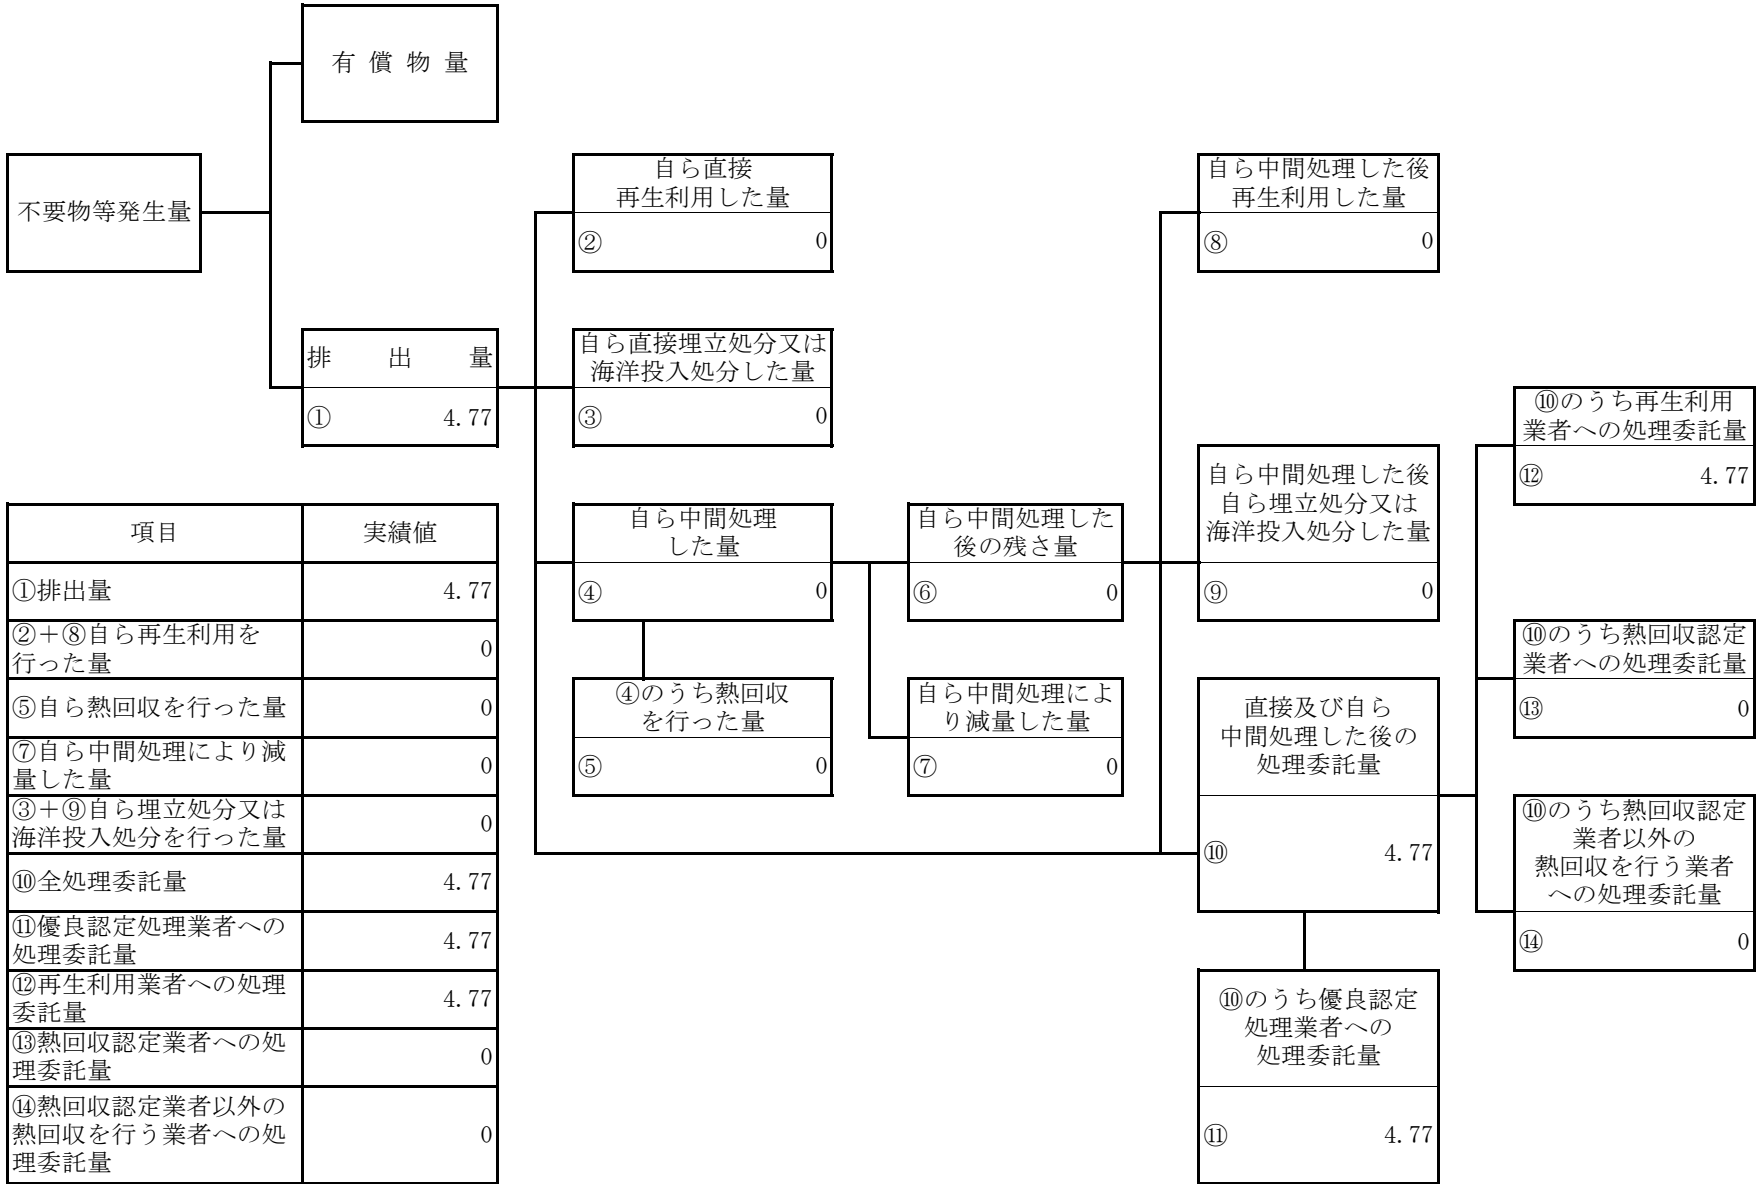 有償物量
不要物等発生量
自ら直接
再生利用した量
② 0
自ら中間処理した後
再生利用した量
⑧ 0
排出量
① 4.77
自ら直接埋立処分又は
海洋投入処分した量
③ 0
⑩のうち再生利用
業者への処理委託量
⑫ 4.77
自ら中間処理した後
自ら埋立処分又は
海洋投入処分した量
⑨ 0
自ら中間処理
した量
④ 0
自ら中間処理した
後の残さ量
⑥ 0
⑩のうち熱回収認定
業者への処理委託量
⑬ 0
④のうち熱回収
を行った量
⑤ 0
自ら中間処理によ
り減量した量
⑦ 0
直接及び自ら
中間処理した後の
処理委託量
⑩ 4.77
⑩のうち熱回収認定
業者以外の
熱回収を行う業者
への処理委託量
⑭ 0
⑩のうち優良認定
処理業者への
処理委託量
⑪ 4.77
項目 実績値
①排出量 4.77
②＋⑧自ら再生利用を
行った量 0
⑤自ら熱回収を行った量 0
⑦自ら中間処理により減
量した量 0
③＋⑨自ら埋立処分又は
海洋投入処分を行った量 0
⑩全処理委託量 4.77
⑪優良認定処理業者への
処理委託量 4.77
⑫再生利用業者への処理
委託量 4.77
⑬熱回収認定業者への処
理委託量 0
⑭熱回収認定業者以外の
熱回収を行う業者への処
理委託量 0